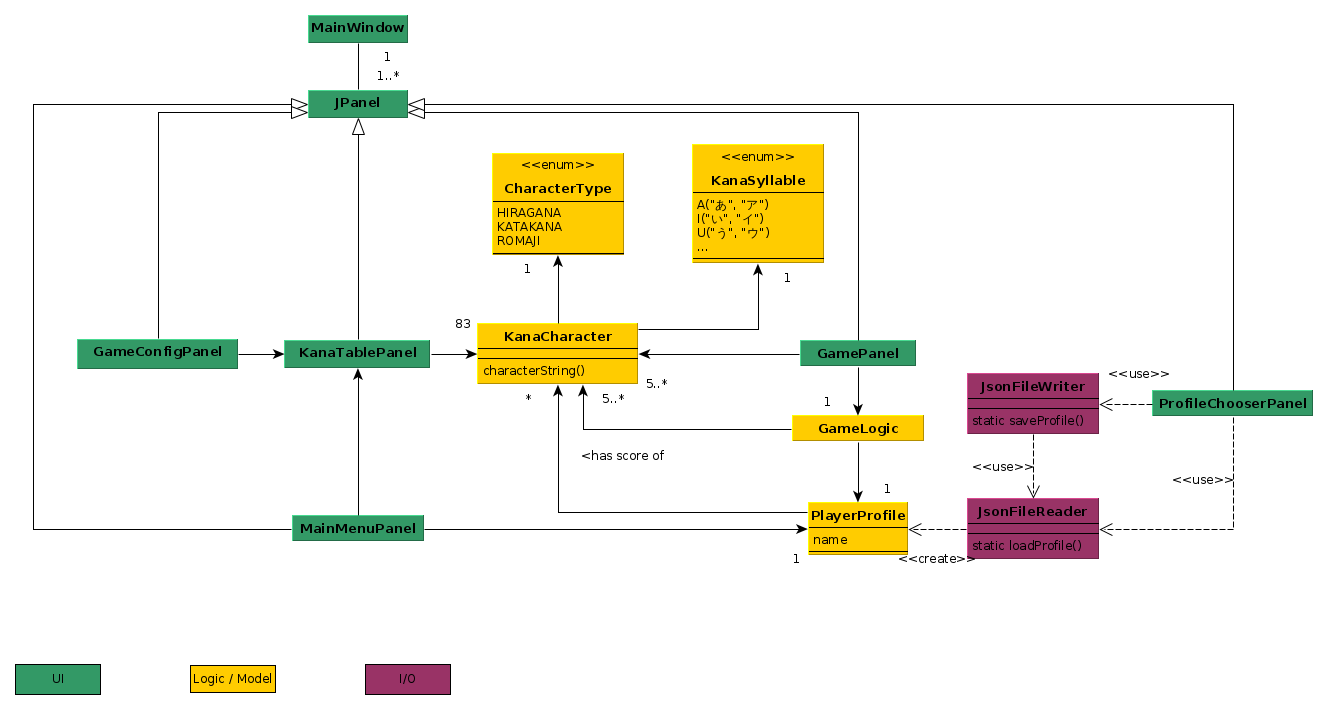 MainWindow
1
1..*
JPanel
<<enum>>
CharacterType
HIRAGANA
KATAKANA
ROMAJI
<<enum>>
KanaSyllable
A("あ", "ア")
I("い", "イ")
U("う", "ウ")
...
1
1
83
KanaCharacter
characterString()
GameConfigPanel
KanaTablePanel
GamePanel
5..*
*
5..*
1
GameLogic
<<use>>
JsonFileWriter
static saveProfile()
ProfileChooserPanel
<has score of
<<use>>
<<use>>
1
PlayerProfile
name
JsonFileReader
static loadProfile()
MainMenuPanel
1
<<create>>
UI
Logic / Model
I/O